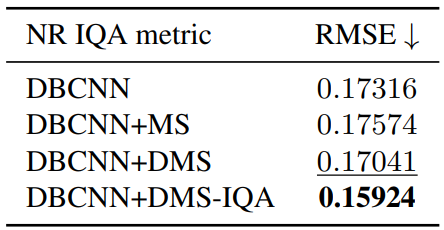 NR IQA metric RMSE ↓
DBCNN 0.17316
DBCNN+MS 0.17574
DBCNN+DMS 0.17041
DBCNN+DMS-IQA 0.15924